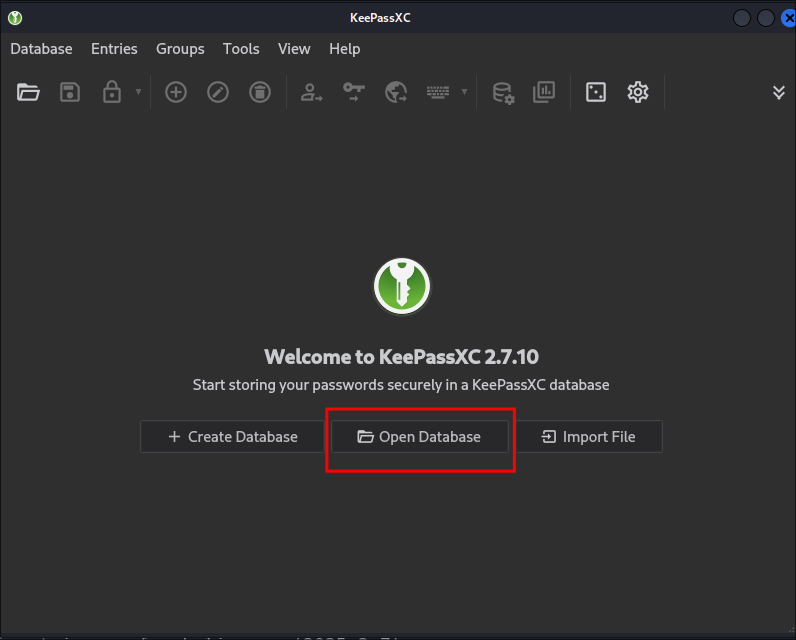 KeePassXC
Database Entries Groups Tools View Help
Welcome to KeePassXC 2.7.10
Start storing your passwords securely in a KeePassXC database
+ Create Database Open Database Import File